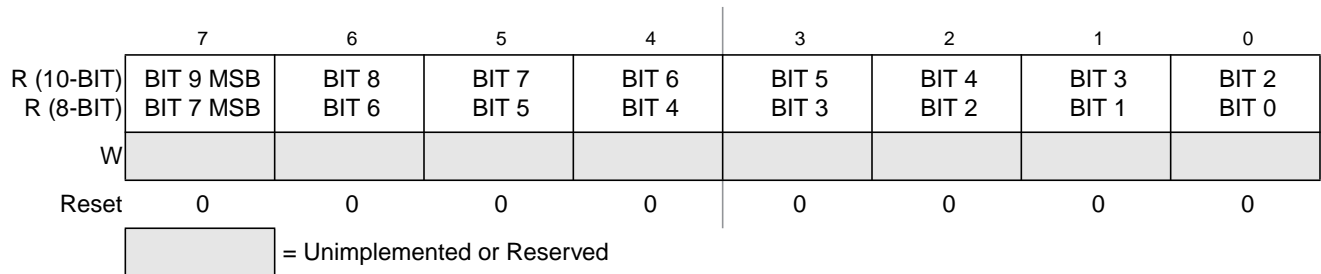 7 6 5 4 3 2 1 0
R (10-BIT) BIT 9 MSB BIT 8 BIT 7 BIT 6 BIT 5 BIT 4 BIT 3 BIT 2
R (8-BIT) BIT 7 MSB BIT 6 BIT 5 BIT 4 BIT 3 BIT 2 BIT 1 BIT 0
W
Reset 0 0 0 0 0 0 0 0
= Unimplemented or Reserved